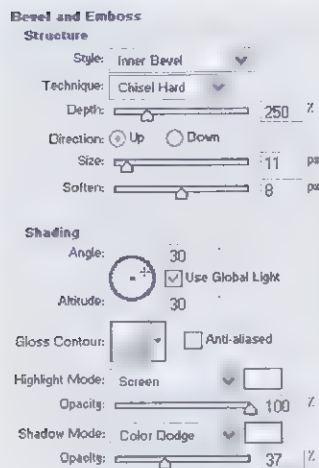 Bevel and Emboss
Structure
Style: Inner Bevel
Technique: Chisel Hard
Depth: 250 %
Direction: Up Down
Size: 11 px
Soften: 8 px
Shading
Angle: 30
Use Global Light
Altitude: 30
Gloss Contour: Anti-aliased
Highlight Mode: Screen
Opacity: 100 %
Shadow Mode: Color Dodge
Opacity: 37 %